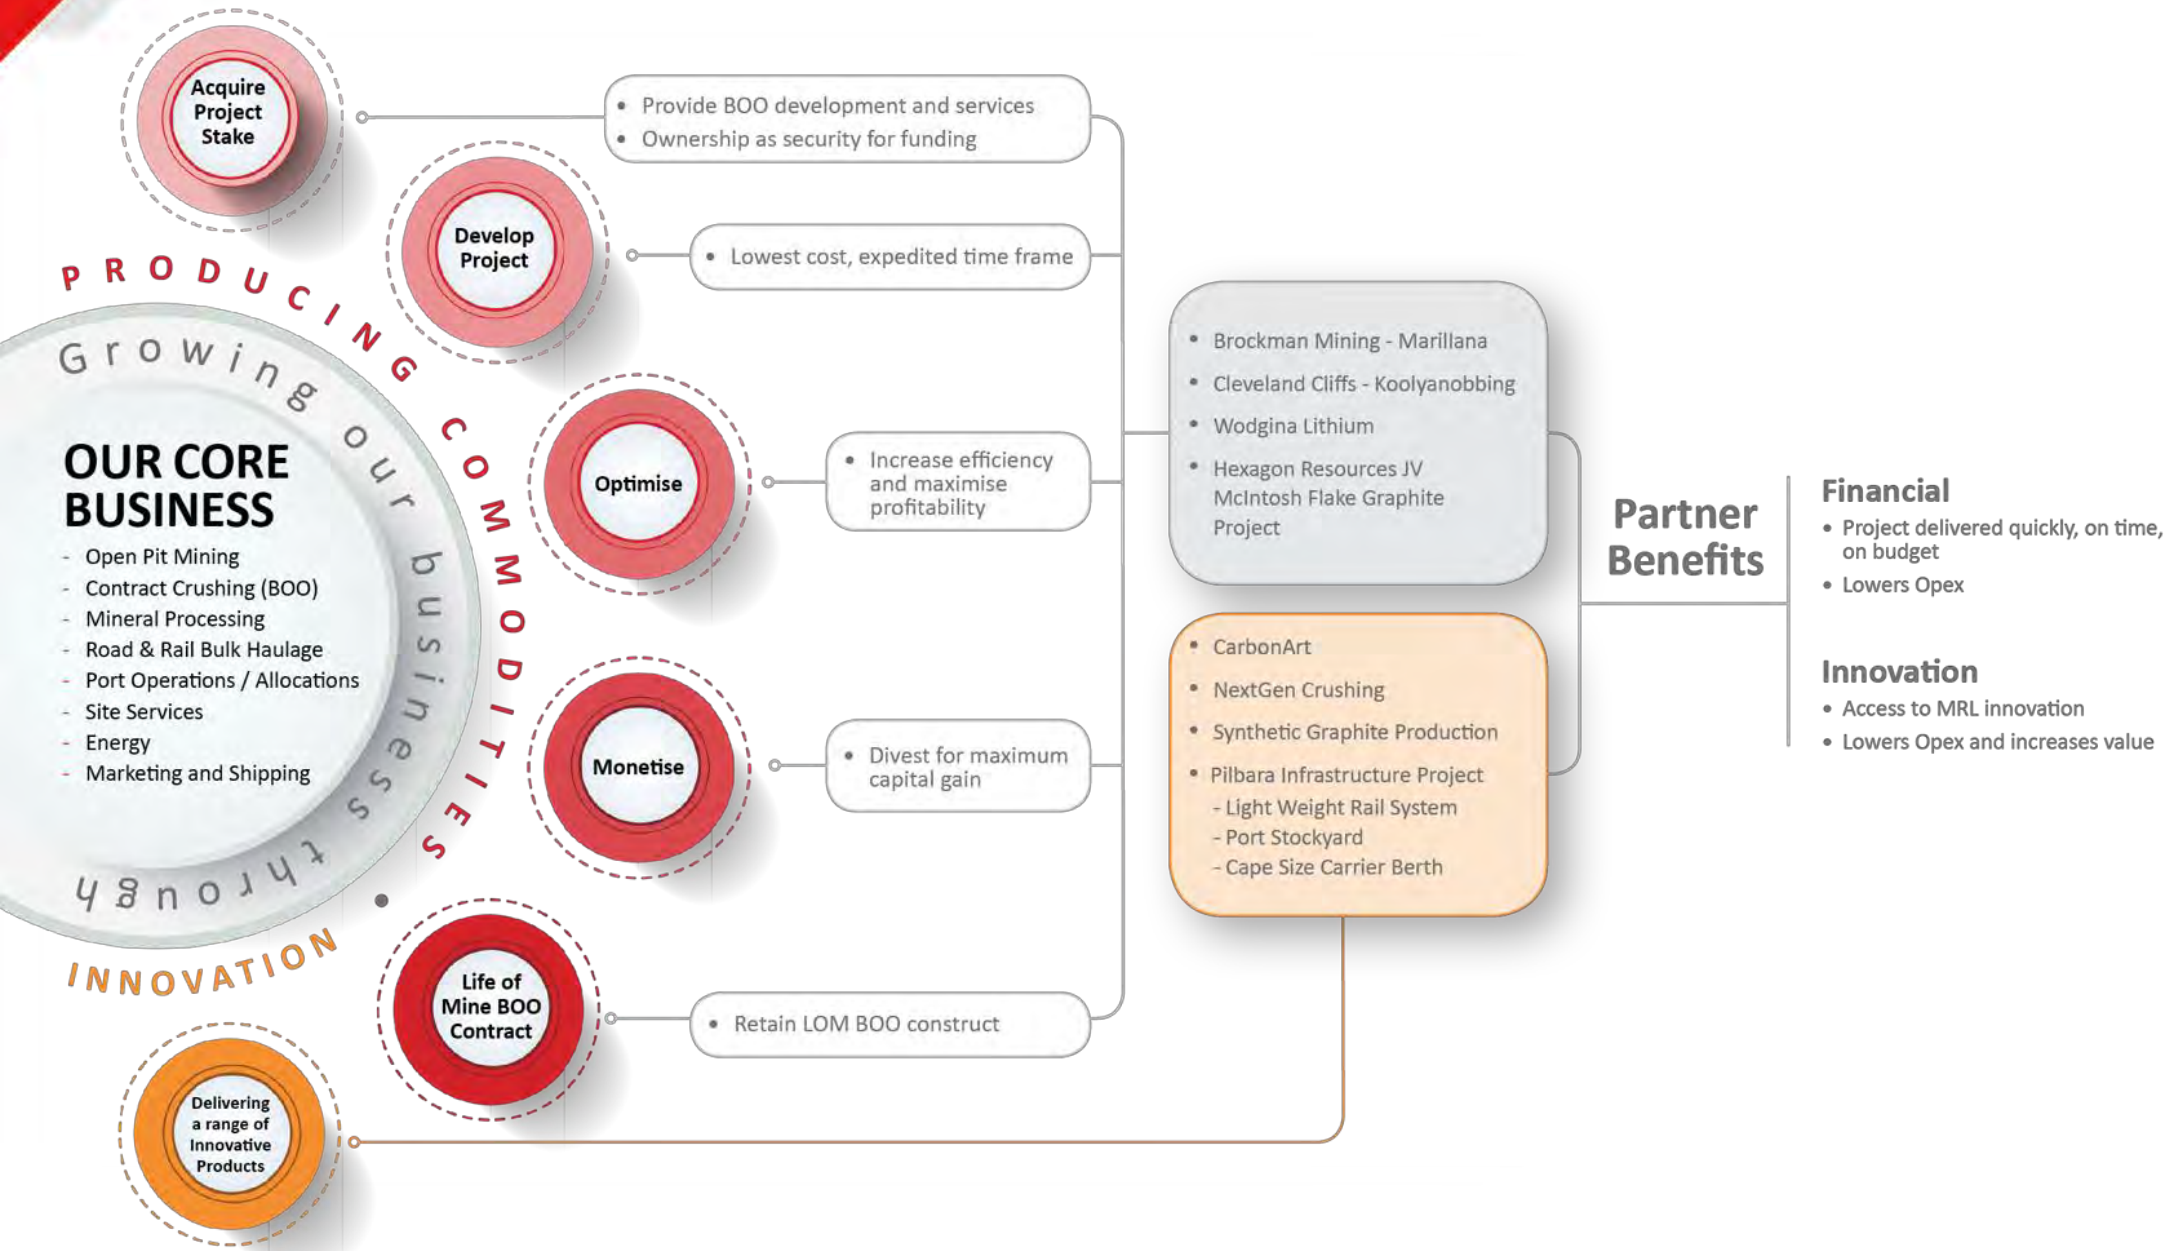 Acquire
Project
Stake
• Provide BOO development and services
• Ownership as security for funding
Develop
Project
• Lowest cost, expedited time frame
PRODUCING COMMODITIES •
INNOVATION
Growing our business through
OUR CORE
BUSINESS
- Open Pit Mining
- Contract Crushing (BOO)
- Mineral Processing
- Road & Rail Bulk Haulage
- Port Operations / Allocations
- Site Services
- Energy
- Marketing and Shipping
Optimise
• Increase efficiency
and maximise
profitability
Monetise
• Divest for maximum
capital gain
Life of
Mine BOO
Contract
• Retain LOM BOO construct
Delivering
a range of
Innovative
Products
• Brockman Mining - Marillana
• Cleveland Cliffs - Koolyanobbing
• Wodgina Lithium
• Hexagon Resources JV
McIntosh Flake Graphite
Project
• CarbonArt
• NextGen Crushing
• Synthetic Graphite Production
• Pilbara Infrastructure Project
- Light Weight Rail System
- Port Stockyard
- Cape Size Carrier Berth
Partner
Benefits
Financial
• Project delivered quickly, on time,
on budget
• Lowers Opex
Innovation
• Access to MRL innovation
• Lowers Opex and increases value